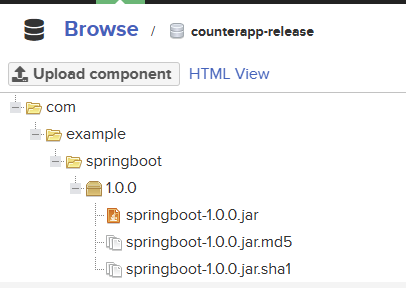 Browse / counterapp-release
Upload component HTML View
com
example
springboot
1.0.0
springboot-1.0.0.jar
springboot-1.0.0.jar.md5
springboot-1.0.0.jar.sha1